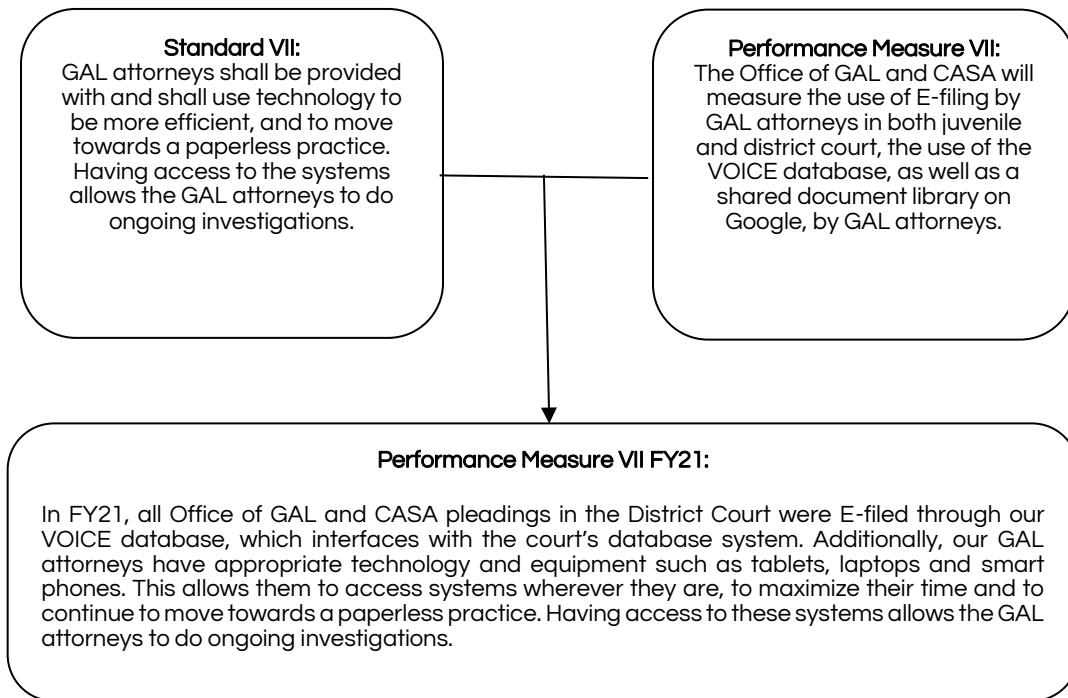 Standard VII:
GAL attorneys shall be provided
with and shall use technology to
be more efficient, and to move
towards a paperless practice.
Having access to the systems
allows the GAL attorneys to do
ongoing investigations.
Performance Measure VII:
The Office of GAL and CASA will
measure the use of E-filing by
GAL attorneys in both juvenile
and district court, the use of the
VOICE database, as well as a
shared document library on
Google, by GAL attorneys.
Performance Measure VII FY21:
In FY21, all Office of GAL and CASA pleadings in the District Court were E-filed through our
VOICE database, which interfaces with the court's database system. Additionally, our GAL
attorneys have appropriate technology and equipment such as tablets, laptops and smart
phones. This allows them to access systems wherever they are, to maximize their time and to
continue to move towards a paperless practice. Having access to these systems allows the GAL
attorneys to do ongoing investigations.